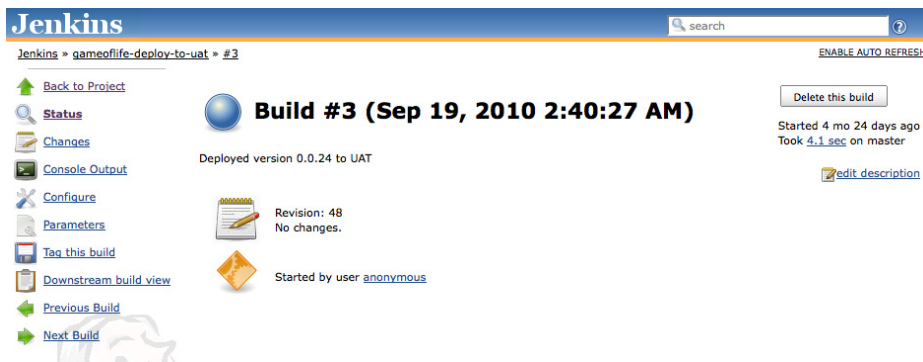 Jenkins
search
?
Jenkins » gameoflife-deploy-to-uat » #3
ENABLE AUTO REFRESH
Back to Project
Status
Changes
Console Output
Configure
Parameters
Tag this build
Downstream build view
Previous Build
Next Build
Build #3 (Sep 19, 2010 2:40:27 AM)
Deployed version 0.0.24 to UAT
Revision: 48
No changes.
Started by user anonymous
Delete this build
Started 4 mo 24 days ago
Took 4.1 sec on master
edit description